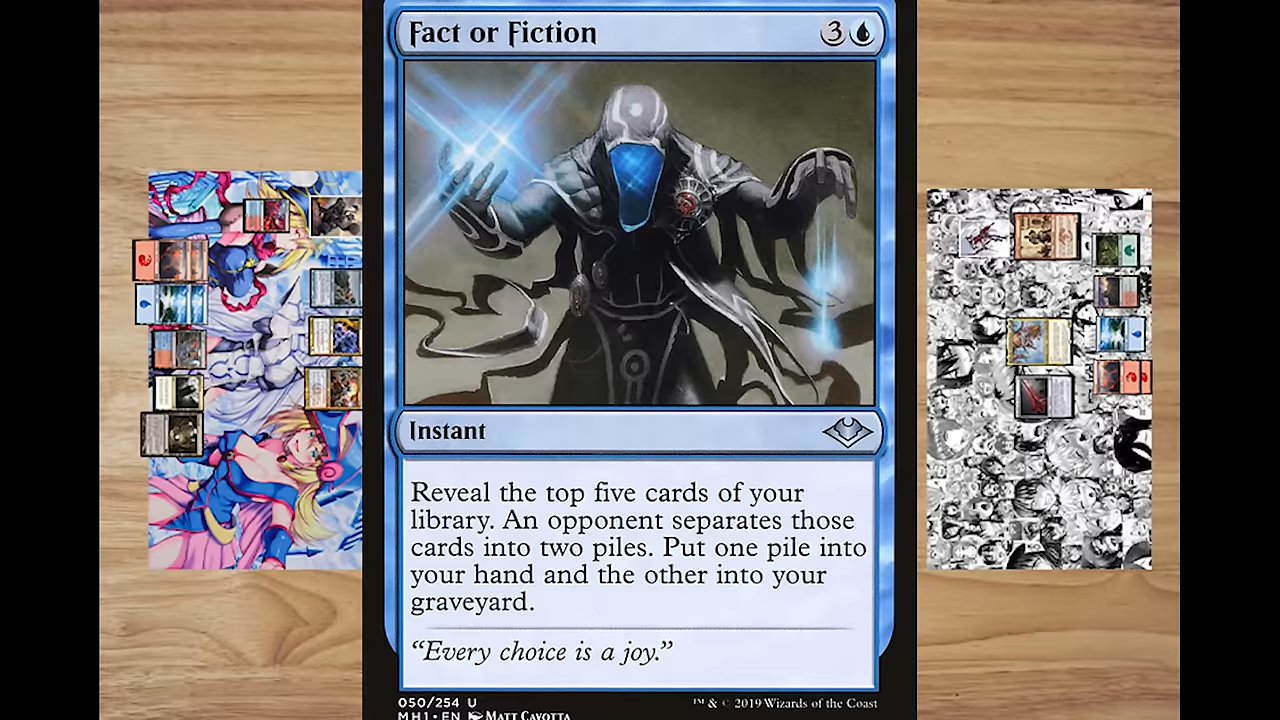 Fact or Fiction 3
Instant
Reveal the top five cards of your
library. An opponent separates those
cards into two piles. Put one pile into
your hand and the other into your
graveyard.
“Every choice is a joy.”
050/254 U
™ & © 2019 Wizards of the Coast
MH1 • EN Matt Cavotta